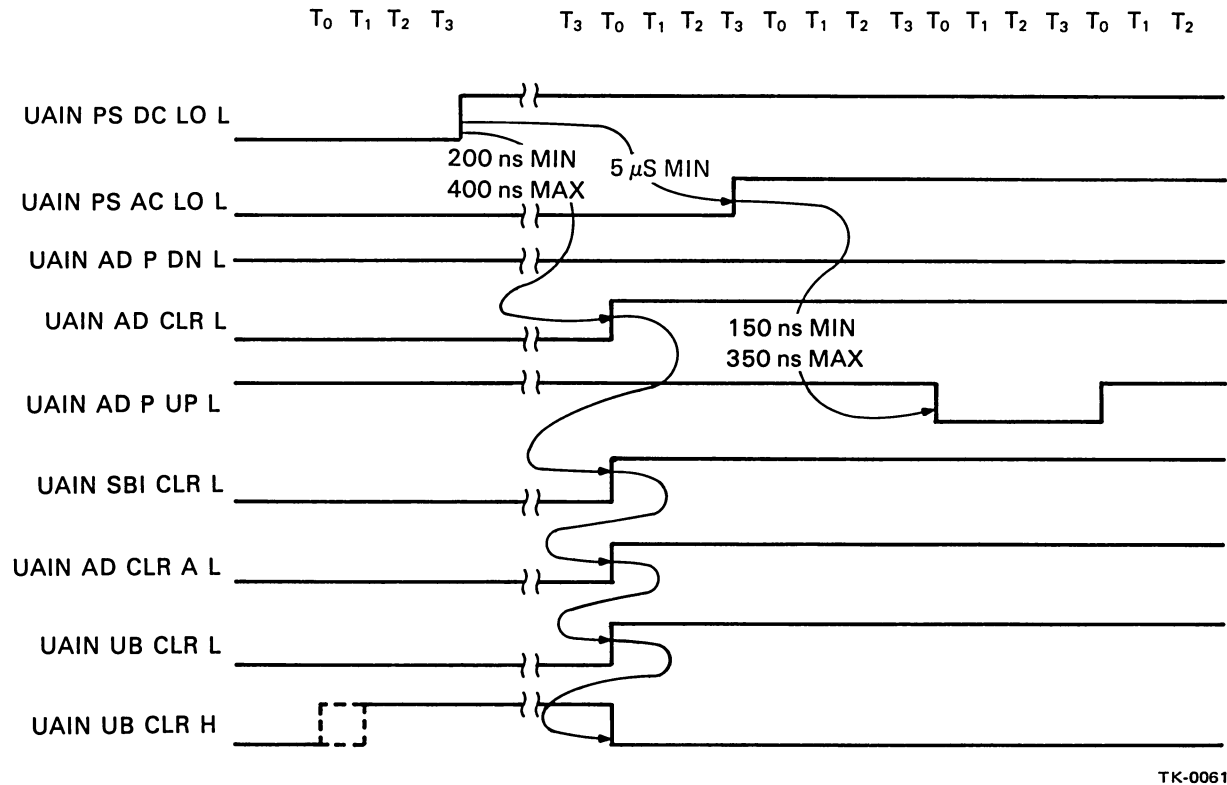 T0 T1 T2 T3 T3 T0 T1 T2 T3 T0 T1 T2 T3 T0 T1 T2 T3 T0 T1 T2
UAIN PS DC LO L
200 ns MIN
400 ns MAX
5 μS MIN
UAIN PS AC LO L
UAIN AD P DN L
UAIN AD CLR L
150 ns MIN
350 ns MAX
UAIN AD P UP L
UAIN SBI CLR L
UAIN AD CLR A L
UAIN UB CLR L
UAIN UB CLR H
TK-0061